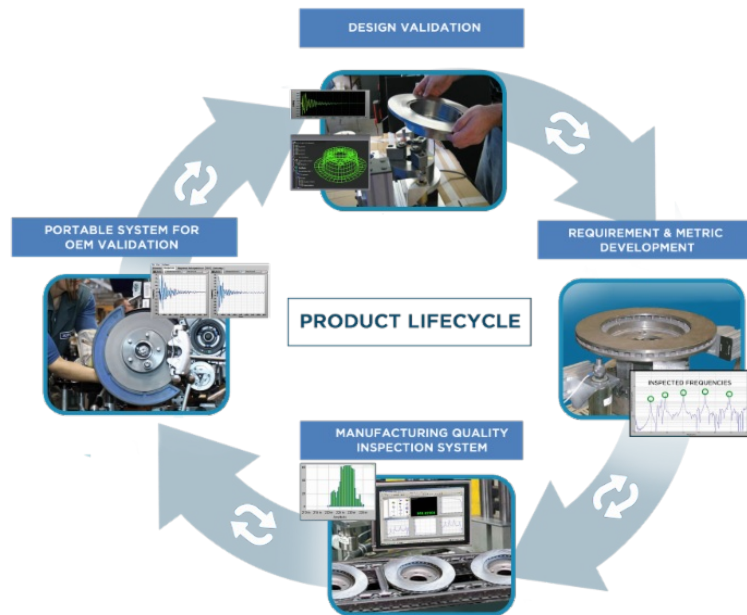 DESIGN VALIDATION
PORTABLE SYSTEM FOR
OEM VALIDATION
REQUIREMENT & METRIC
DEVELOPMENT
PRODUCT LIFECYCLE
INSPECTED FREQUENCIES
MANUFACTURING QUALITY
INSPECTION SYSTEM